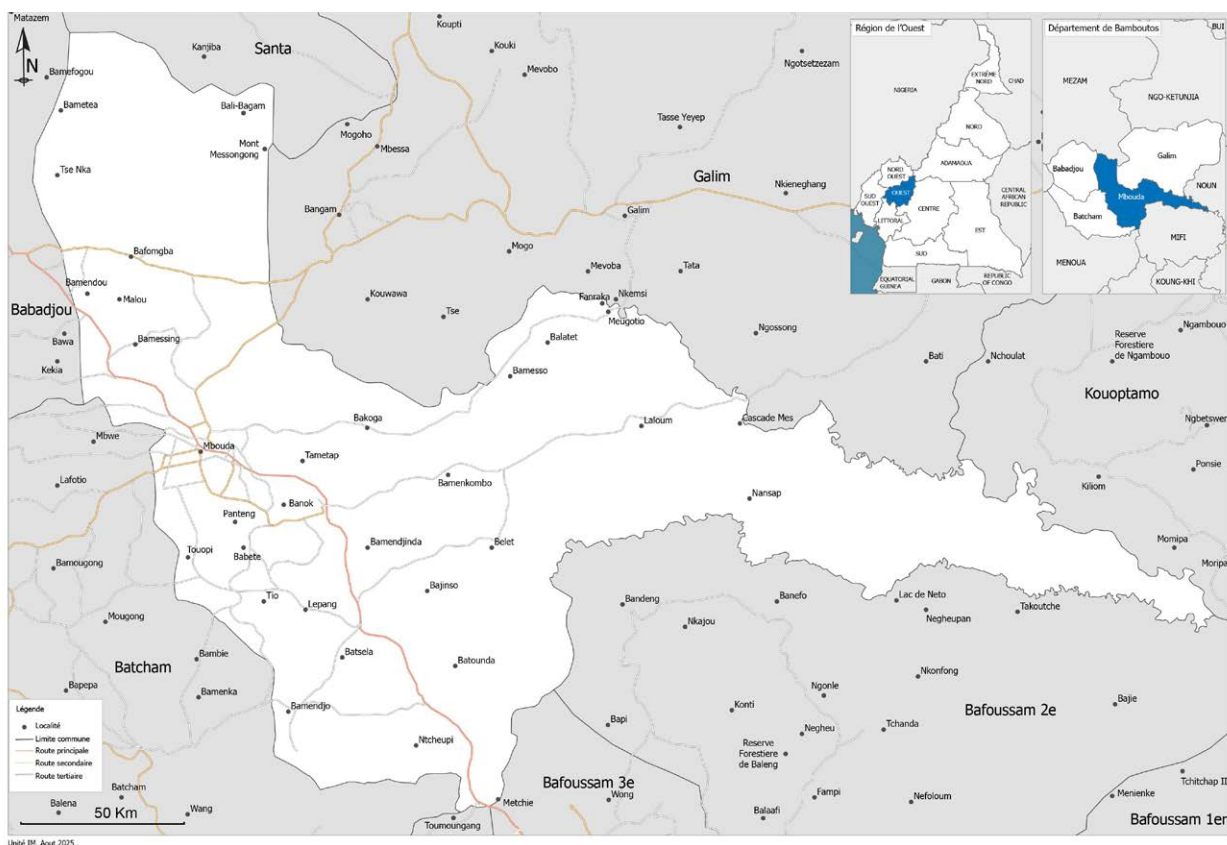 Matazem
Koupti
Région de l'Ouest
Département de Bamboutos
N
Kanjiba
Santa
Kouki
Mevobo
Ngotsetzezam
Bamefogou
EXTRÊME
NORD
CHAD
BUI
MEZAM
NIGERIA
NGO-KETUNJIA
Bametea
Bali-Bagam
Mogoho
Tasse Yeyep
NORD
Mont
Messongong
Mbessa
ADAMAOUA
Galim
Babadjou
Tse Nka
Galim
Nkieneghang
NORD
OUEST
OUEST
SUD
OUEST
CENTRE
CENTRAL
AFRICAN
REPUBLIC
NOUN
Mbouda
Bangam
Galim
LITTORAL
EST
Batcham
MIFI
Bafomgba
Mogo
SUD
MENOUA
Mevoba
Tata
EQUATORIAL
GUINEA
GABON
REPUBLIC
OF CONGO
KOUNG-KHI
Bamendou
Malou
Kouwawa
Fanraka
Nkemsi
Meugotio
Babadjou
Tse
Bawa
Bamessing
Balatet
Ngossong
Reserve
Forestiere
de Ngambouo
Ngambouo
Kekia
Bamesso
Bati
Nchoulat
Kouoptamo
Bakoga
Laloum
Cascade Mes
Ngbetswer
Mbwe
Mbouda
Tametap
Lafotio
Bamenkombo
Kiliom
Ponsie
Banok
Nansap
Panteng
Touopi
Babete
Bamendjinda
Belet
Momipa
Bamougong
Moripa
Bajinso
Tio
Lepang
Bandeng
Banefo
Lac de Neto
Negheupan
Takoutche
Mougong
Nkajou
Batcham
Bambie
Batsela
Batounda
Nkonfong
Bapepa
Bamenka
Ngonle
Bamendjo
Konti
Bafoussam 2e
Bajie
Légende
Localité
Limite commune
Route principale
Route secondaire
Route tertiaire
Bapi
Negheu
Tchanda
Ntcheupi
Reserve
Forestiere
de Baleng
Tchitchap II
Batcham
Bafoussam 3e
Balena
50 Km
Wang
Metchie
Wong
Fampi
Nefoloum
Menienke
Toumoungang
Balaafi
Bafoussam 1er
Unité IM, Aout 2025